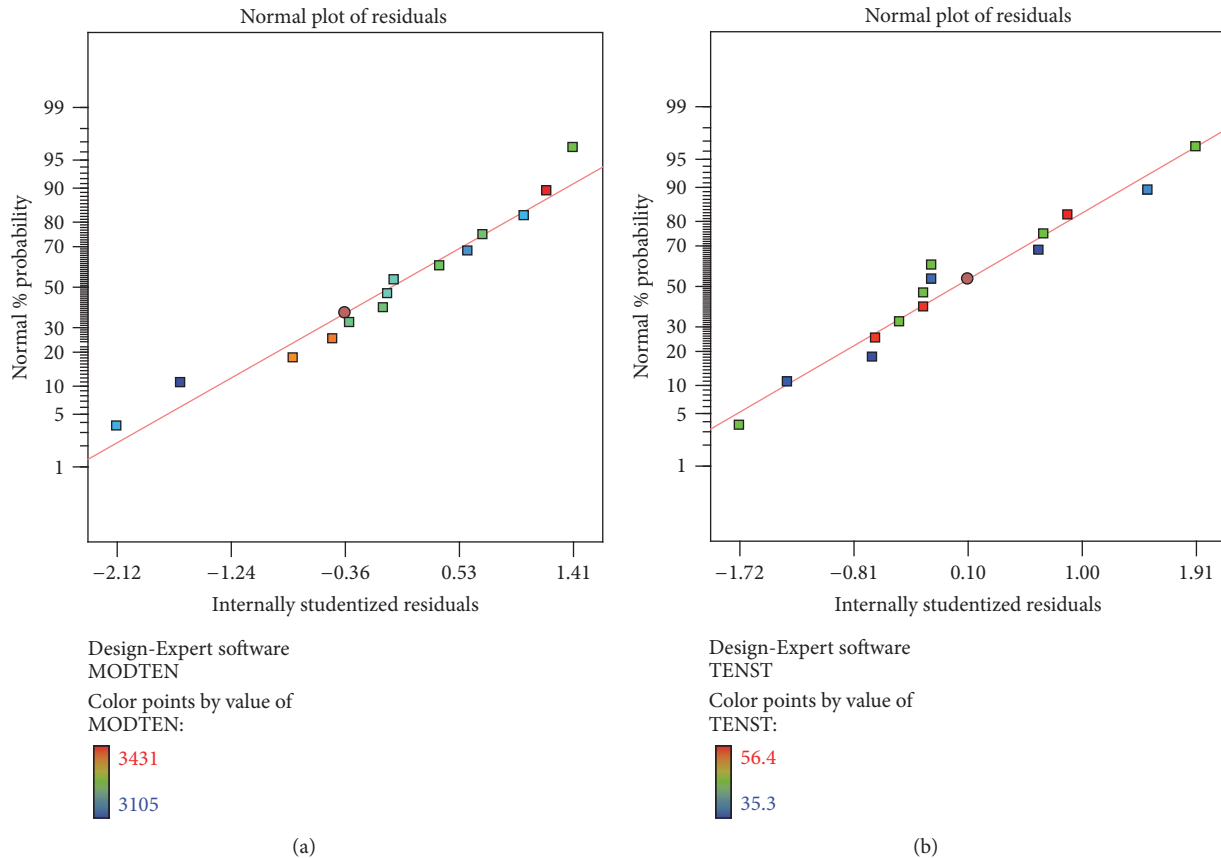 Normal plot of residuals
99
95
90
80
70
50
30
20
10
5
1
Normal % probability
−2.12 −1.24 −0.36 0.53 1.41
Internally studentized residuals
Design-Expert software
MODTEN
Color points by value of
MODTEN:
3431
3105
(a)
Normal plot of residuals
99
95
90
80
70
50
30
20
10
5
1
Normal % probability
−1.72 −0.81 0.10 1.00 1.91
Internally studentized residuals
Design-Expert software
TENST
Color points by value of
TENST:
56.4
35.3
(b)